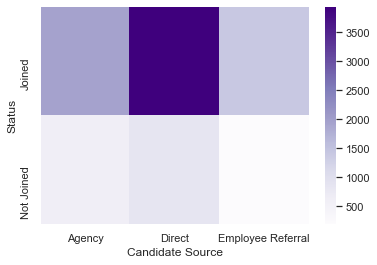 Status
Joined
Not Joined
Agency
Direct
Employee Referral
Candidate Source
3500
3000
2500
2000
1500
1000
500